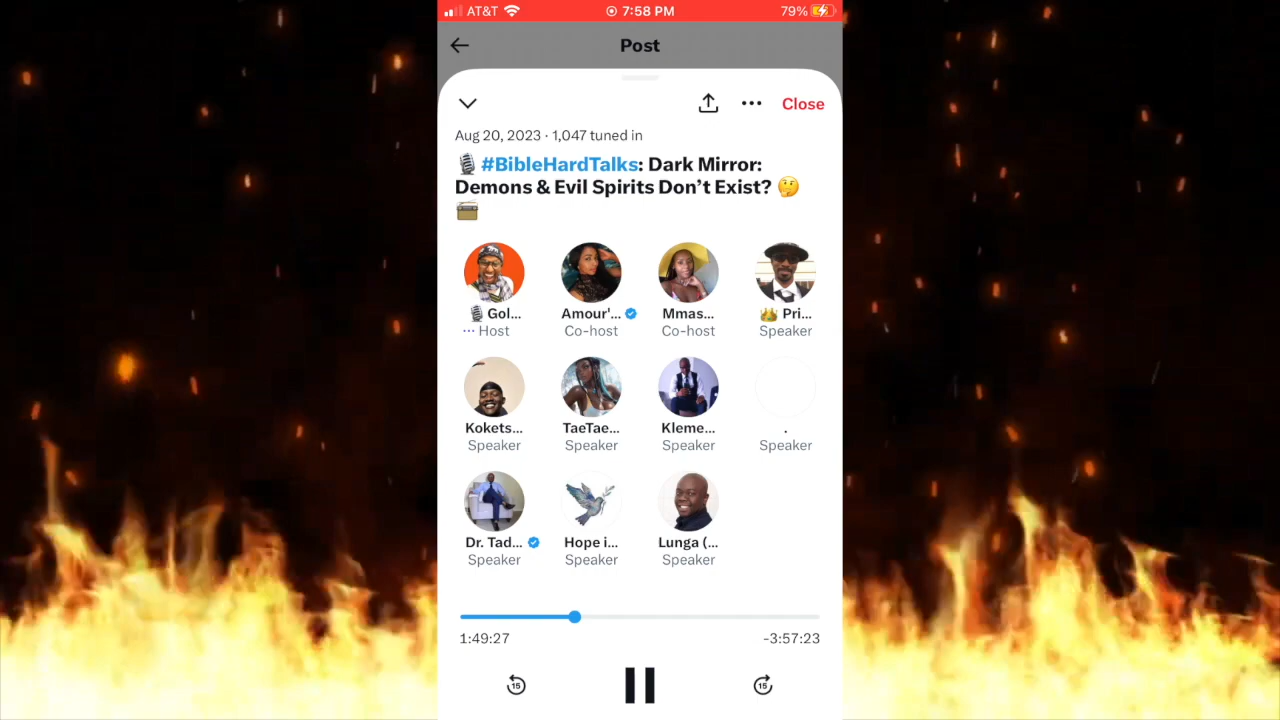 AT&T 7:58 PM 79%
Post
Close
Aug 20, 2023 · 1,047 tuned in
🎙️ #BibleHardTalks: Dark Mirror:
Demons & Evil Spirits Don’t Exist? 🤔
📻
🎙️ Gol... Amour'... Mmas... 👑 Pri...
··· Host Co-host Co-host Speaker
Kokets... TaeTae... Kleme... .
Speaker Speaker Speaker Speaker
Dr. Tad... Hope i... Lunga (...
Speaker Speaker Speaker
1:49:27 -3:57:23
15 15